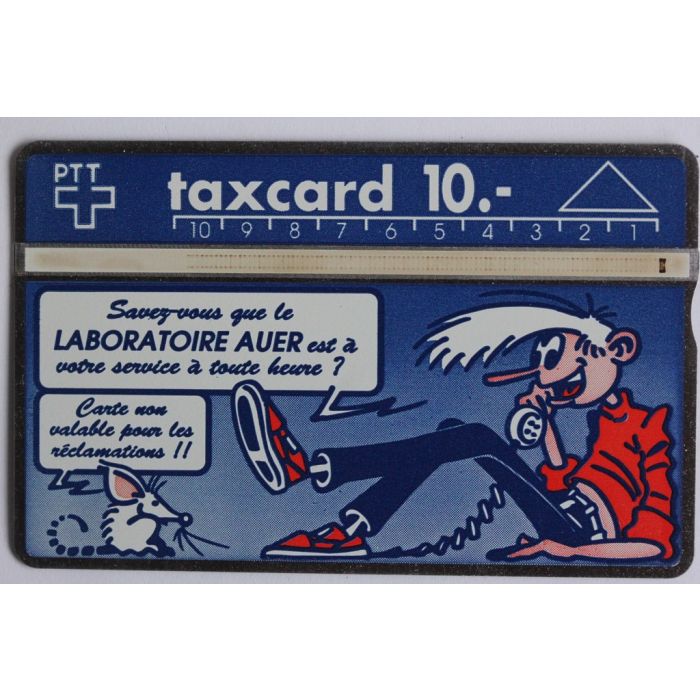 PTT
taxcard 10.-
10 9 8 7 6 5 4 3 2 1
Savez-vous que le
LABORATOIRE AUER est à
votre service à toute heure ?
Carte non
valable pour les
réclamations !!